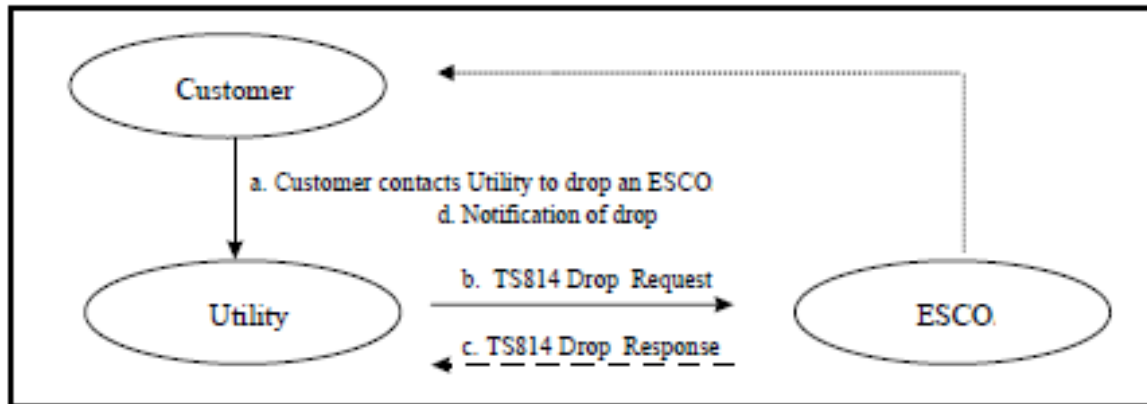 Customer
a. Customer contacts Utility to drop an ESCO
d. Notification of drop
b. TS814 Drop Request
Utility
ESCO.
c. TS814 Drop Response